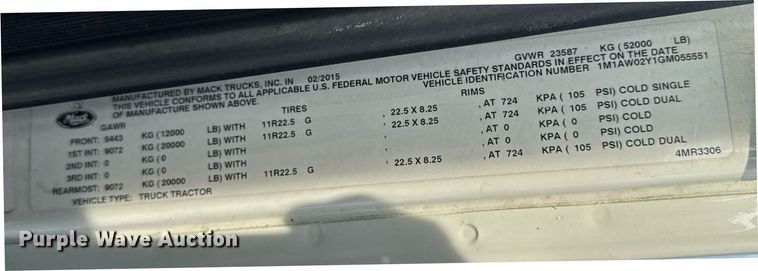 MANUFACTURED BY MACK TRUCKS, INC. IN 02/2015 GVWR 23587 KG (52000 LB)
THIS VEHICLE CONFORMS TO ALL APPLICABLE U.S. FEDERAL MOTOR VEHICLE SAFETY STANDARDS IN EFFECT ON THE DATE
OF MANUFACTURE SHOWN ABOVE. VEHICLE IDENTIFICATION NUMBER 1M1AW02Y1GM055551
Mack
GAWR TIRES RIMS
FRONT: 5443 KG (12000 LB) WITH 11R22.5 G , 22.5 X 8.25 , AT 724 KPA ( 105 PSI) COLD SINGLE
1ST INT: 9072 KG (20000 LB) WITH 11R22.5 G , 22.5 X 8.25 , AT 724 KPA ( 105 PSI) COLD DUAL
2ND INT: 0 KG (0 LB) WITH , AT 0 KPA ( 0 PSI) COLD
3RD INT: 0 KG (0 LB) WITH , AT 0 KPA ( 0 PSI) COLD
REARMOST: 9072 KG (20000 LB) WITH 11R22.5 G , 22.5 X 8.25 , AT 724 KPA ( 105 PSI) COLD DUAL
VEHICLE TYPE: TRUCK TRACTOR 4MR3306
Purple Wave Auction